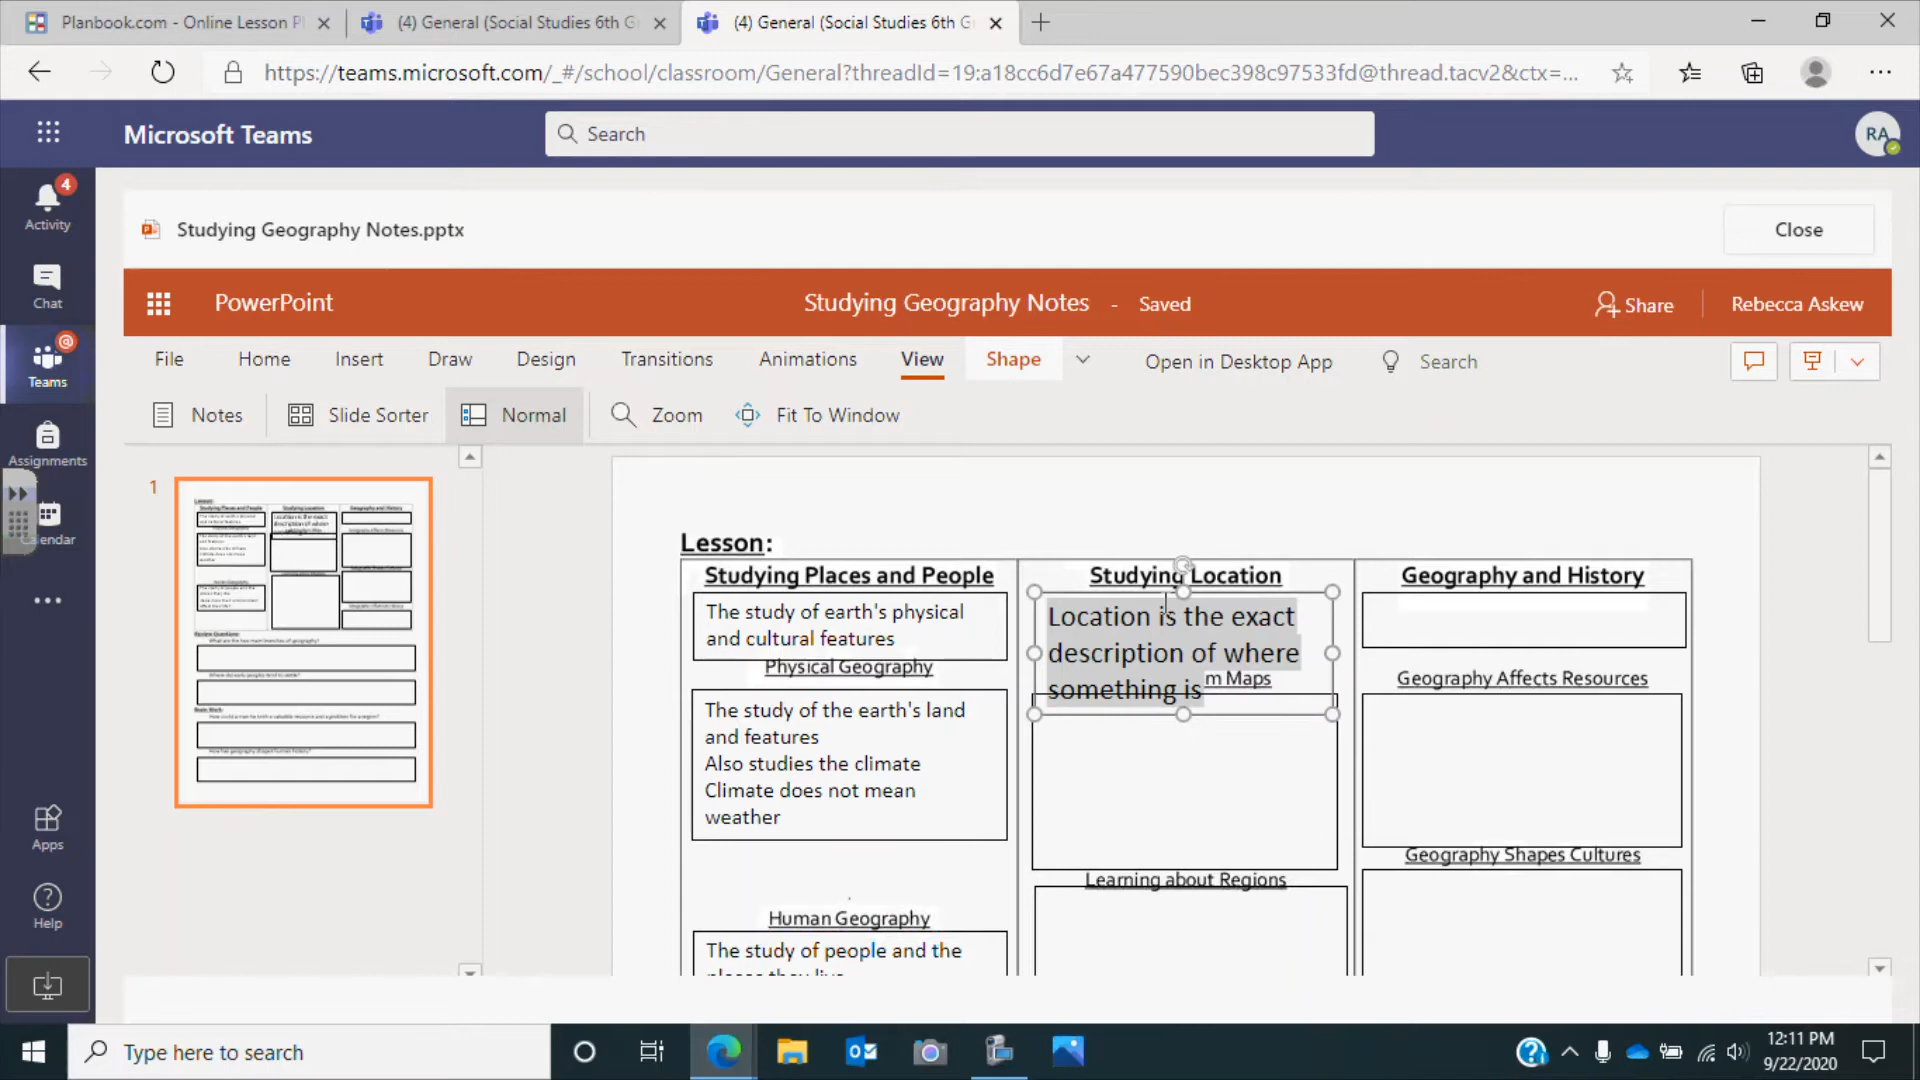 Planbook.com - Online Lesson Pl
(4) General (Social Studies 6th G
(4) General (Social Studies 6th G
https://teams.microsoft.com/_#/school/classroom/General?threadId=19:a18cc6d7e67a477590bec398c97533fd@thread.tacv2&ctx=...
Microsoft Teams
Search
RA
4
Activity
Chat
Teams
Assignments
Calendar
Apps
Help
Studying Geography Notes.pptx
Close
PowerPoint
Studying Geography Notes - Saved
Share
Rebecca Askew
File Home Insert Draw Design Transitions Animations View Shape Open in Desktop App Search
Notes Slide Sorter Normal Zoom Fit To Window
1
Lesson:
Studying Places and People
The study of earth's physical
and cultural features
Physical Geography
The study of the earth's land
and features
Also studies the climate
Climate does not mean
weather
Human Geography
The study of people and the
places they live
Studying Location
Location is the exact
description of where
something is
m Maps
Learning about Regions
Geography and History
Geography Affects Resources
Geography Shapes Cultures
Type here to search
12:11 PM
9/22/2020